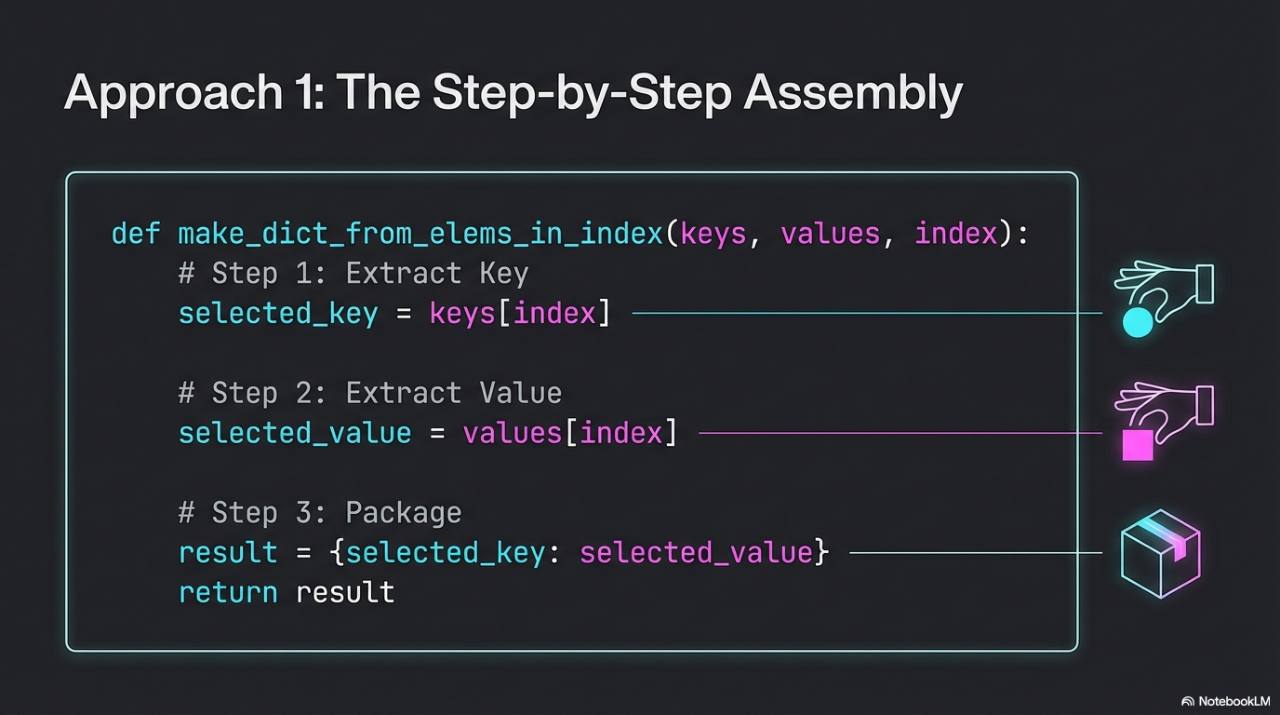 Approach 1: The Step-by-Step Assembly
def make_dict_from_elems_in_index(keys, values, index):
    # Step 1: Extract Key
    selected_key = keys[index]
    # Step 2: Extract Value
    selected_value = values[index]
    # Step 3: Package
    result = {selected_key: selected_value}
    return result
NotebookLM